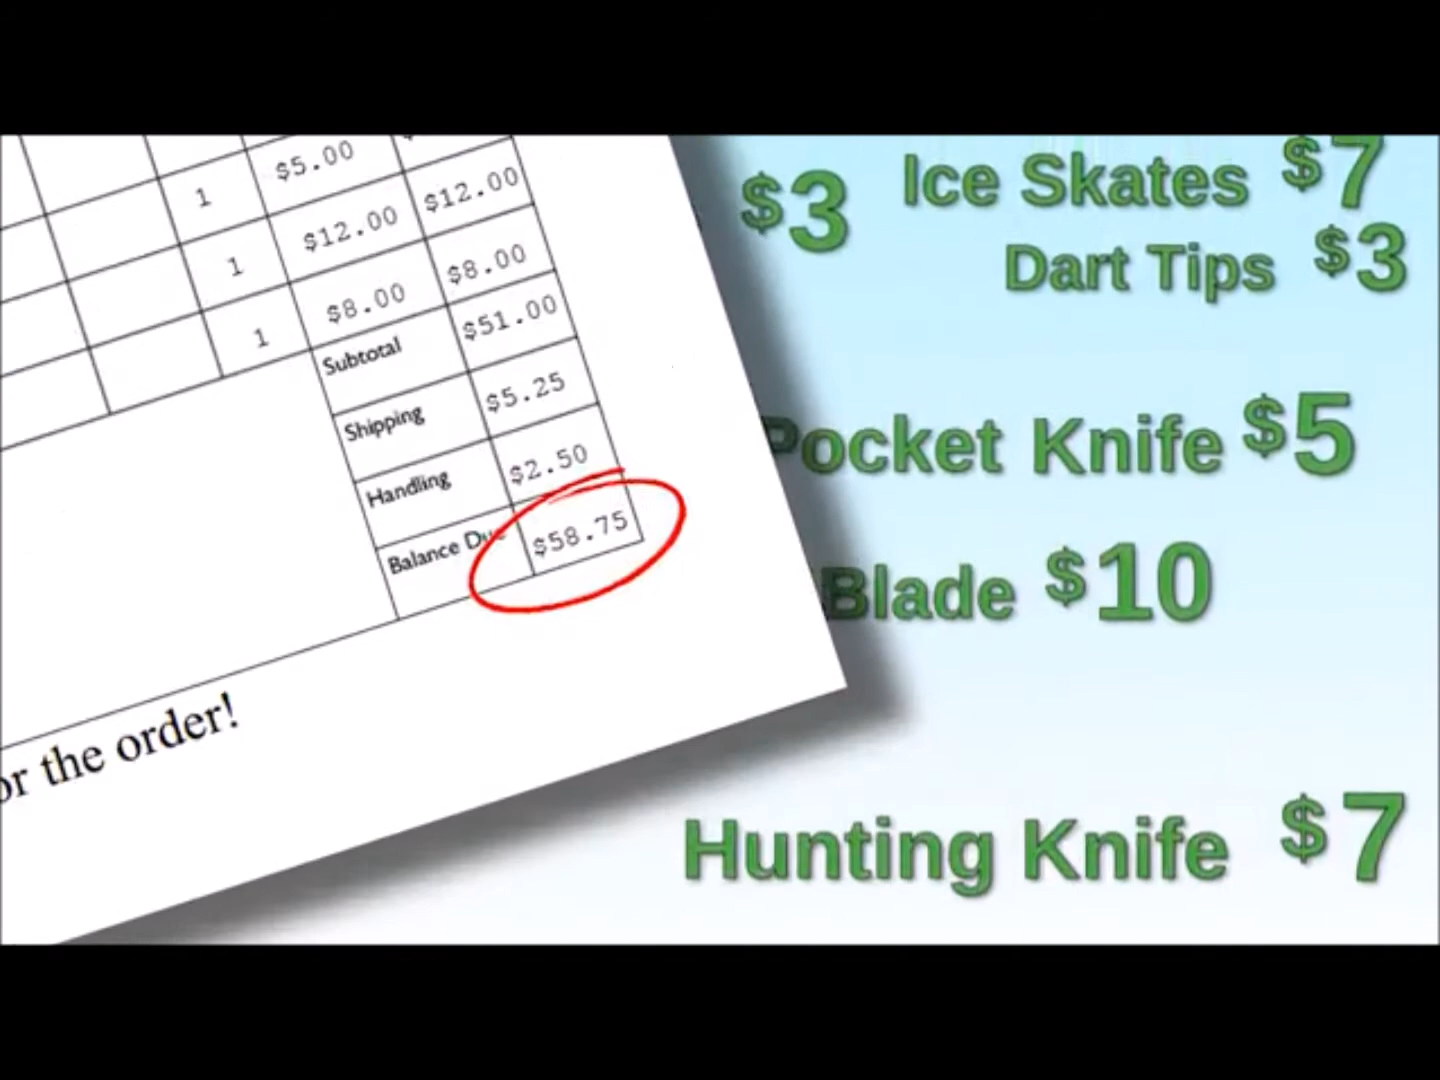 1 $5.00
1 $12.00 $12.00
1 $8.00 $8.00
Subtotal $51.00
Shipping $5.25
Handling $2.50
Balance Due $58.75
the order!
$3
Ice Skates $7
Dart Tips $3
Pocket Knife $5
Blade $10
Hunting Knife $7